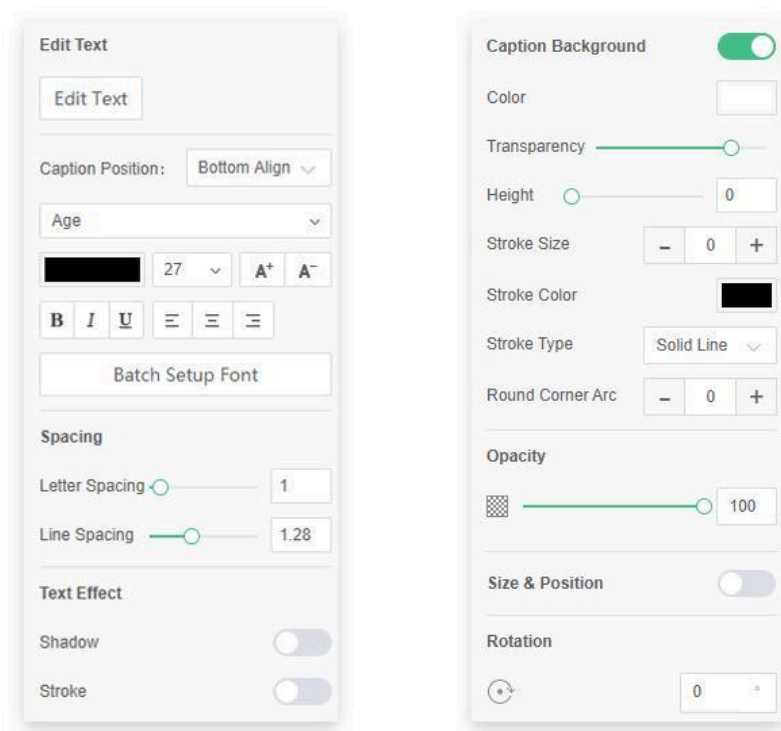 Edit Text
Edit Text
Caption Position: Bottom Align
Age
27 A+ A-
B I U
Batch Setup Font
Spacing
Letter Spacing 1
Line Spacing 1.28
Text Effect
Shadow
Stroke
Caption Background
Color
Transparency
Height 0
Stroke Size - 0 +
Stroke Color
Stroke Type Solid Line
Round Corner Arc - 0 +
Opacity
100
Size & Position
Rotation
0 °